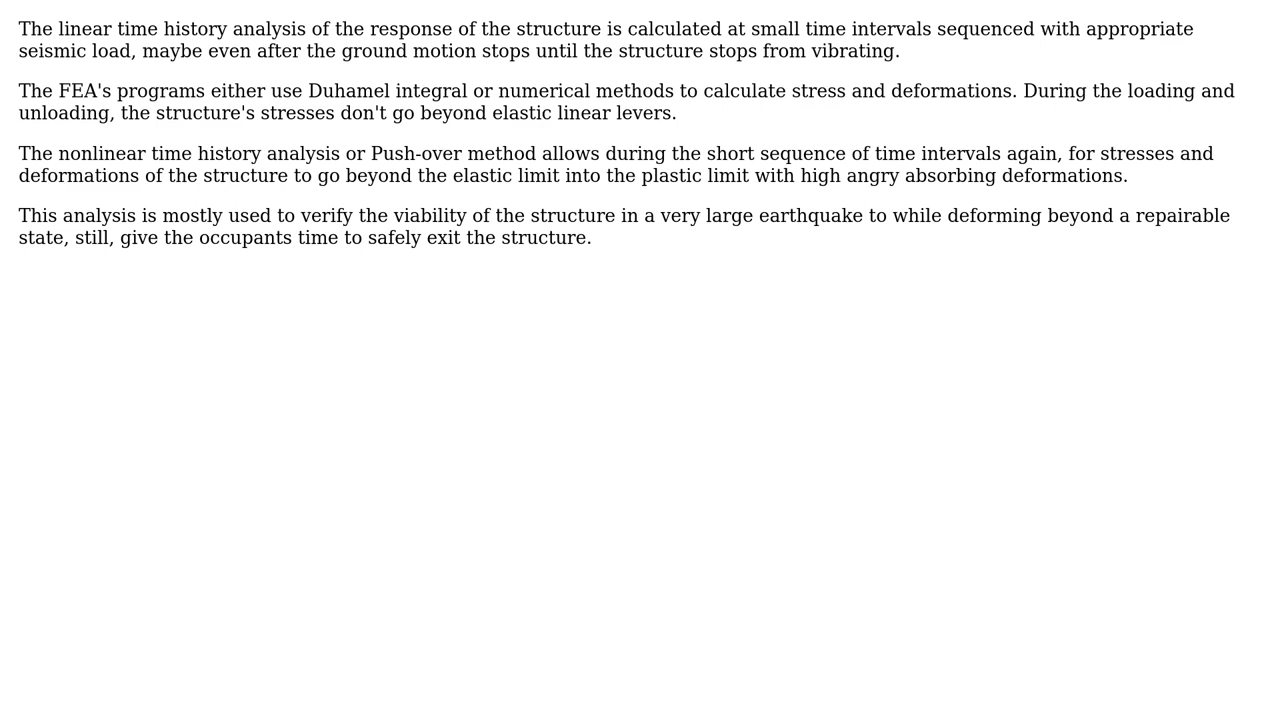 The linear time history analysis of the response of the structure is calculated at small time intervals sequenced with appropriate
seismic load, maybe even after the ground motion stops until the structure stops from vibrating.
The FEA's programs either use Duhamel integral or numerical methods to calculate stress and deformations. During the loading and
unloading, the structure's stresses don't go beyond elastic linear levers.
The nonlinear time history analysis or Push-over method allows during the short sequence of time intervals again, for stresses and
deformations of the structure to go beyond the elastic limit into the plastic limit with high angry absorbing deformations.
This analysis is mostly used to verify the viability of the structure in a very large earthquake to while deforming beyond a repairable
state, still, give the occupants time to safely exit the structure.